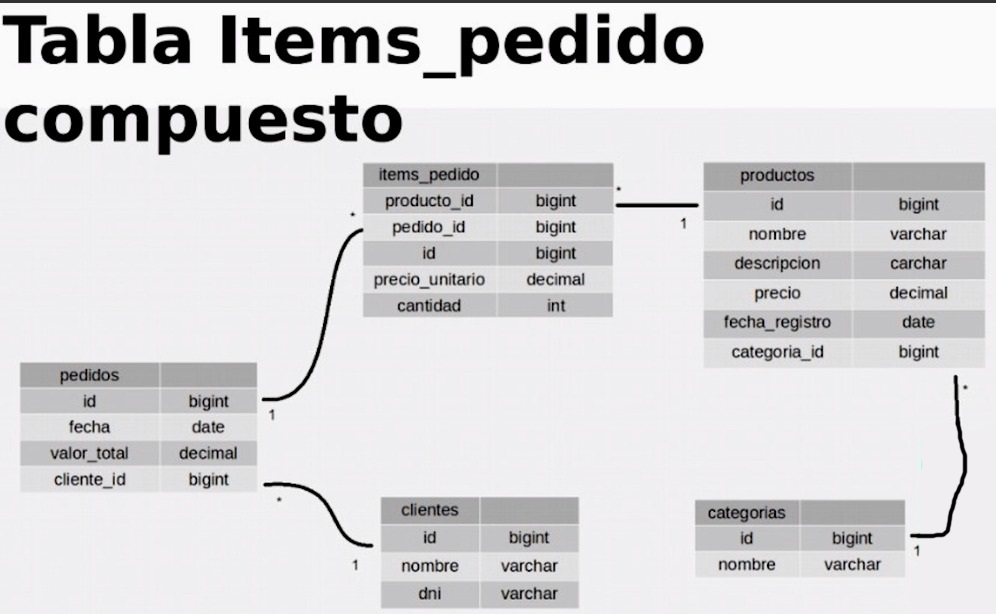 Tabla Items_pedido
compuesto
items_pedido
producto_id bigint
pedido_id bigint
id bigint
precio_unitario decimal
cantidad int
*
*
1
productos
id bigint
nombre varchar
descripcion carchar
precio decimal
fecha_registro date
categoria_id bigint
*
pedidos
id bigint
fecha date
valor_total decimal
cliente_id bigint
1
*
1
clientes
id bigint
nombre varchar
dni varchar
categorias
id bigint
nombre varchar
1